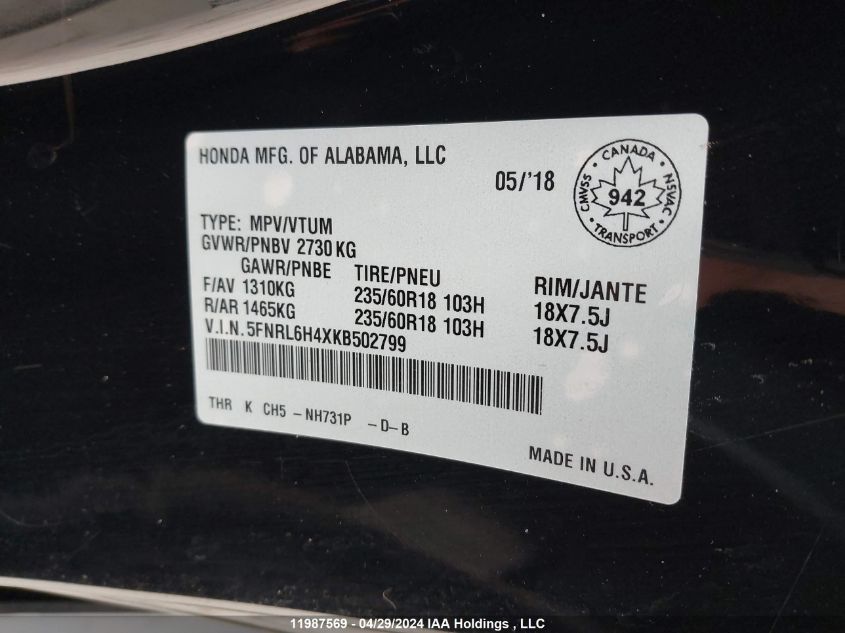 HONDA MFG. OF ALABAMA, LLC
05/'18
CANADA
CMVSS 942 NSVAC
TRANSPORT
TYPE: MPV/VTUM
GVWR/PNBV 2730 KG
GAWR/PNBE TIRE/PNEU RIM/JANTE
F/AV 1310KG 235/60R18 103H 18X7.5J
R/AR 1465KG 235/60R18 103H 18X7.5J
V.I.N. 5FNRL6H4XKB502799
THR K CH5 - NH731P - D- B
MADE IN U.S.A.
11987569 - 04/29/2024 IAA Holdings , LLC